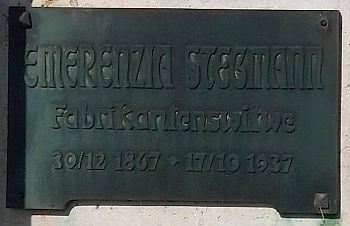 EMERENZIA STEGMANN
Fabrikantenswitwe
30/12 1867 · 17/10 1937